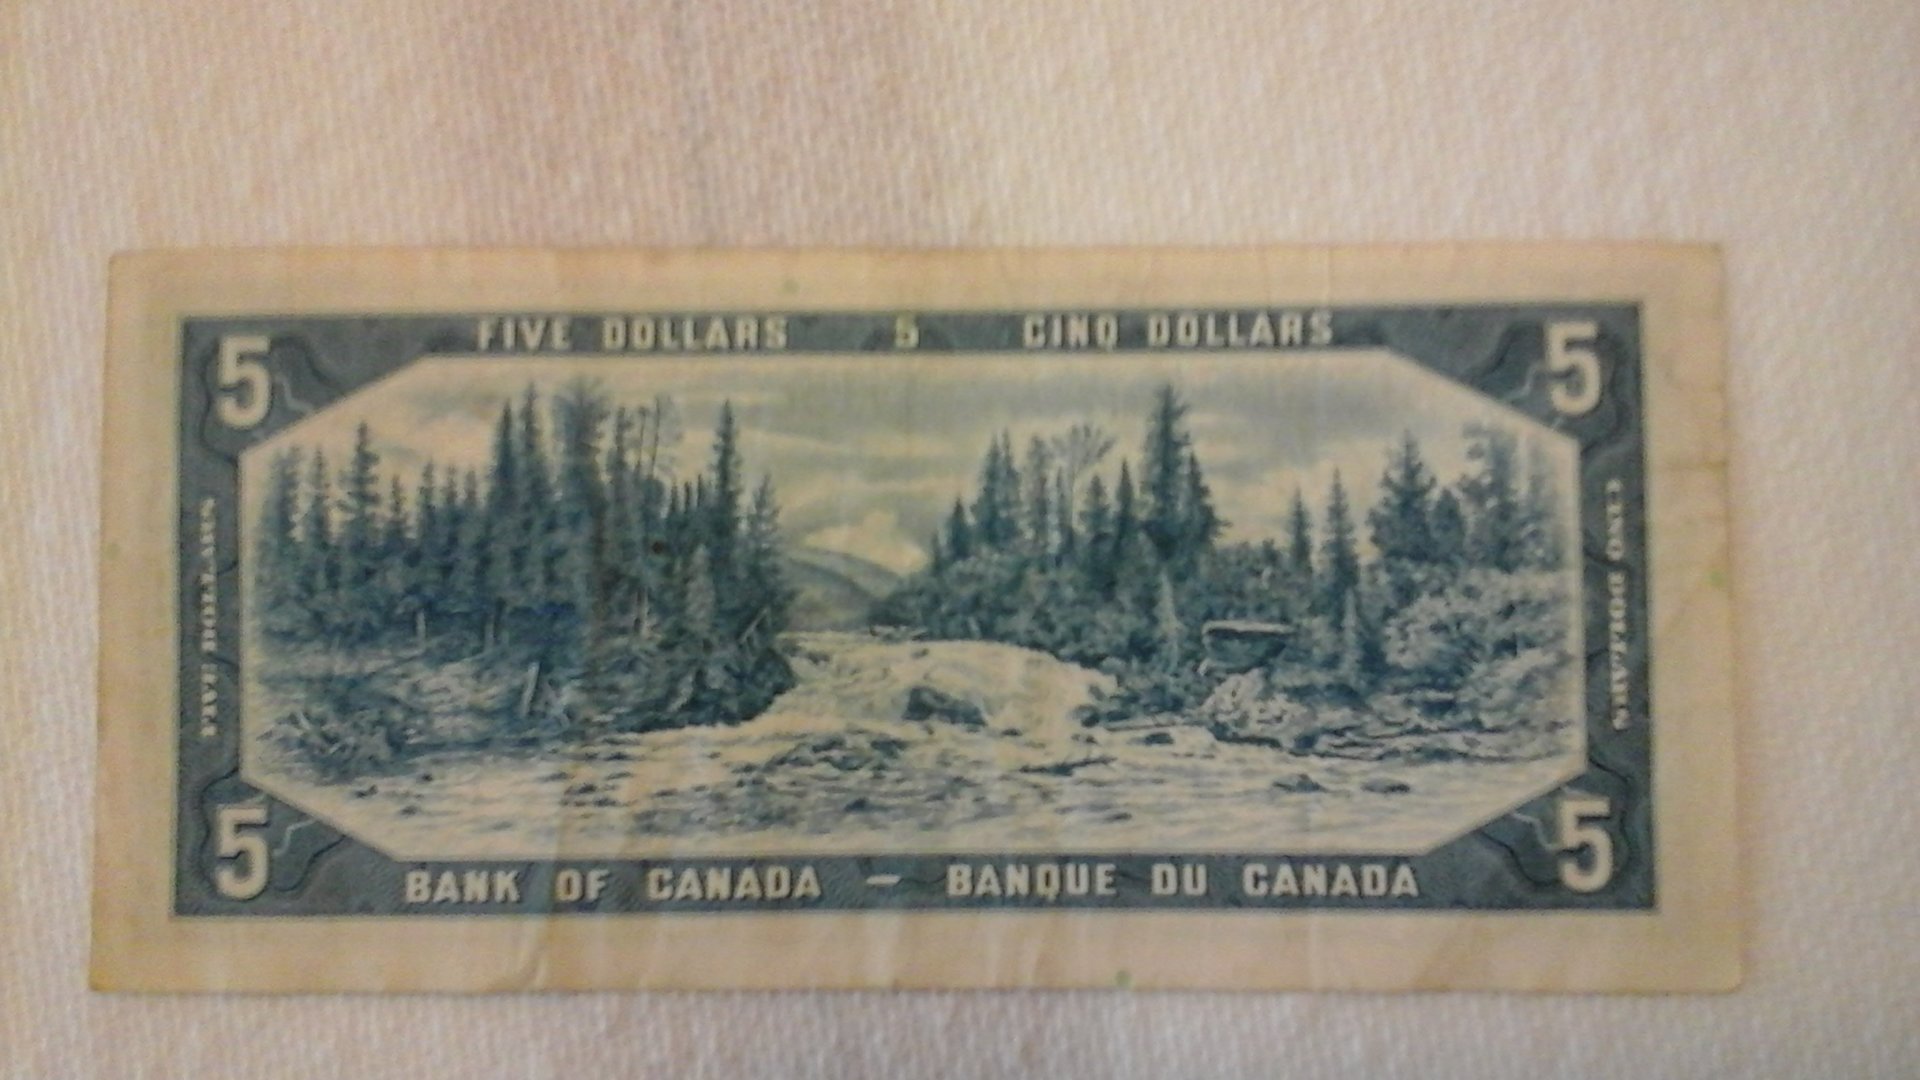 FIVE DOLLARS 5 CINQ DOLLARS
5 5
FIVE DOLLARS
CINQ DOLLARS
5 5
BANK OF CANADA – BANQUE DU CANADA